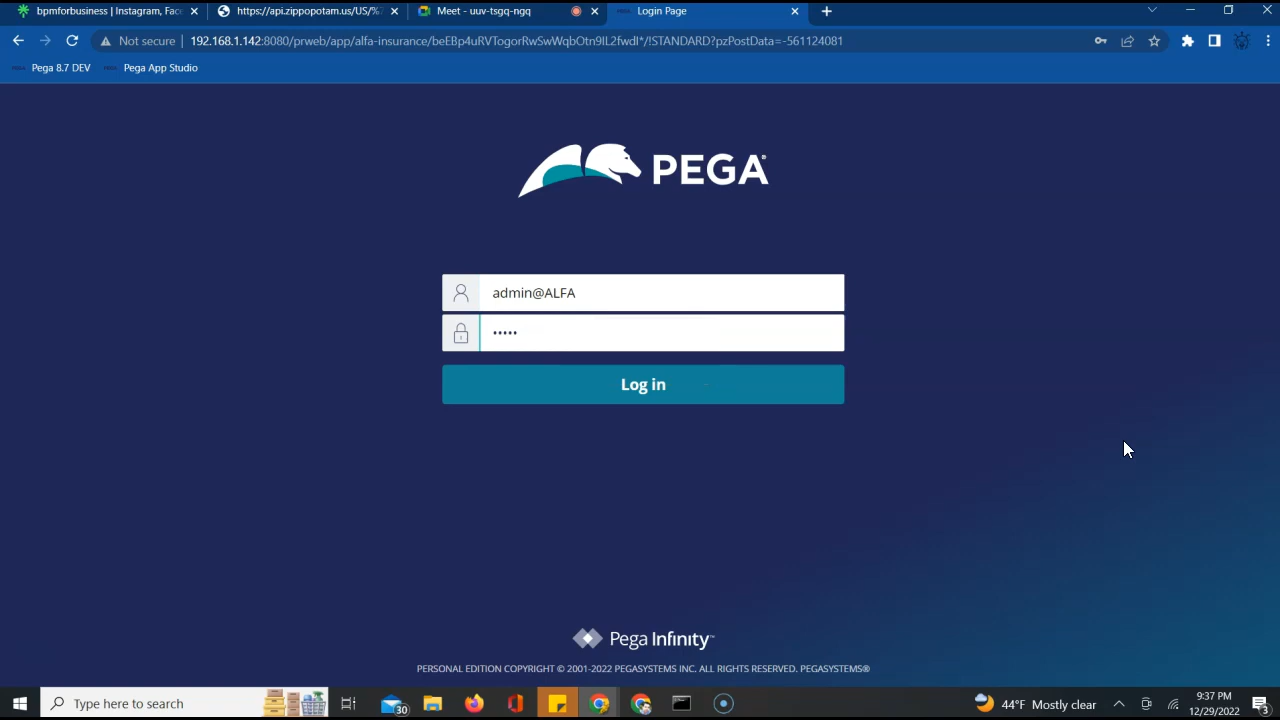 bpmforbusiness | Instagram, Fac
https://api.zippopotam.us/US/%7
Meet - uuv-tsgq-ngq
Login Page
Not secure
192.168.1.142:8080/prweb/app/alfa-insurance/beEBp4uRVTogorRwSwWqbOtn9IL2fwdl*/!STANDARD?pzPostData=-561124081
Pega 8.7 DEV
Pega App Studio
PEGA
admin@ALFA
•••••
Log in
Pega Infinity™
PERSONAL EDITION COPYRIGHT © 2001-2022 PEGASYSTEMS INC. ALL RIGHTS RESERVED. PEGASYSTEMS®
Type here to search
30
44°F Mostly clear
9:37 PM
12/29/2022
3